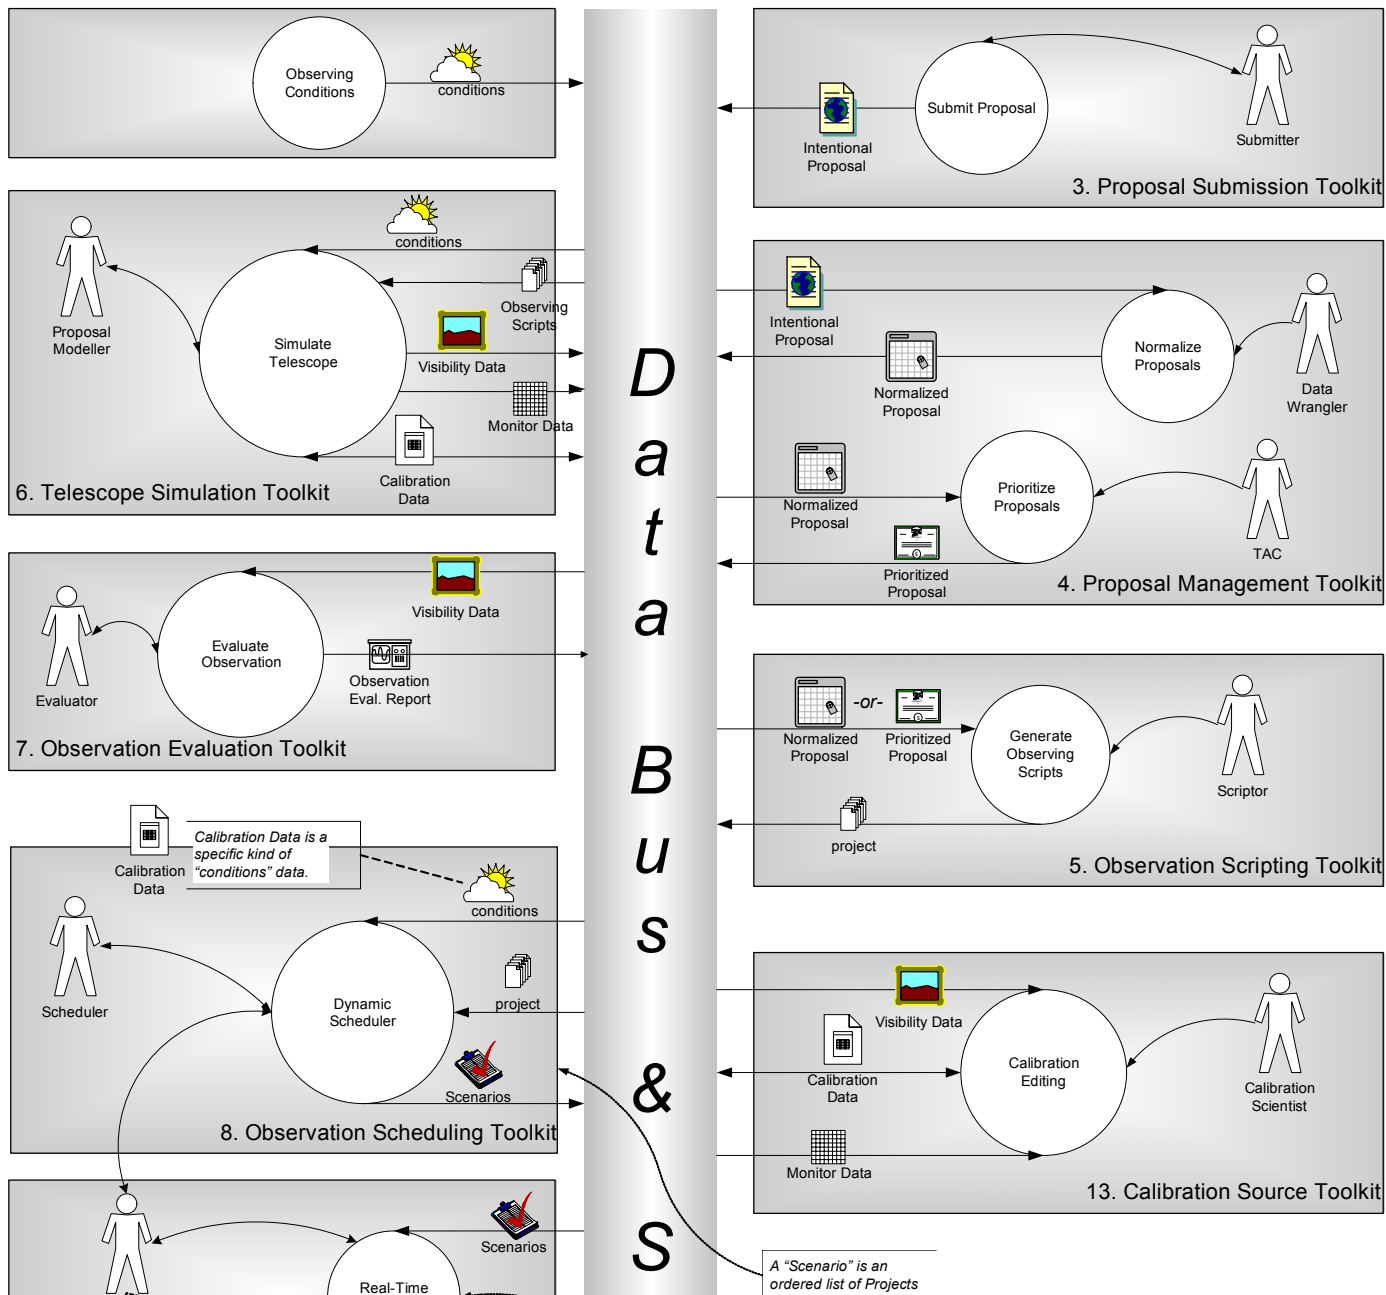 Observing
Conditions
conditions
Submit Proposal
Intentional
Proposal
Submitter
3. Proposal Submission Toolkit
conditions
Observing
Scripts
Proposal
Modeller
Simulate
Telescope
Visibility Data
Monitor Data
Calibration
Data
6. Telescope Simulation Toolkit
Intentional
Proposal
Normalize
Proposals
Normalized
Proposal
Data
Wrangler
Normalized
Proposal
Prioritize
Proposals
TAC
Prioritized
Proposal
4. Proposal Management Toolkit
Visibility Data
Evaluate
Observation
Evaluator
Observation
Eval. Report
7. Observation Evaluation Toolkit
Normalized
Proposal
-or-
Prioritized
Proposal
Generate
Observing
Scripts
Scriptor
project
5. Observation Scripting Toolkit
Calibration
Data
Calibration Data is a
specific kind of
“conditions” data.
conditions
Scheduler
Dynamic
Scheduler
project
Scenarios
8. Observation Scheduling Toolkit
Visibility Data
Calibration
Data
Calibration
Editing
Calibration
Scientist
Monitor Data
13. Calibration Source Toolkit
Scenarios
Real-Time
A “Scenario” is an
ordered list of Projects
Data Bus & S